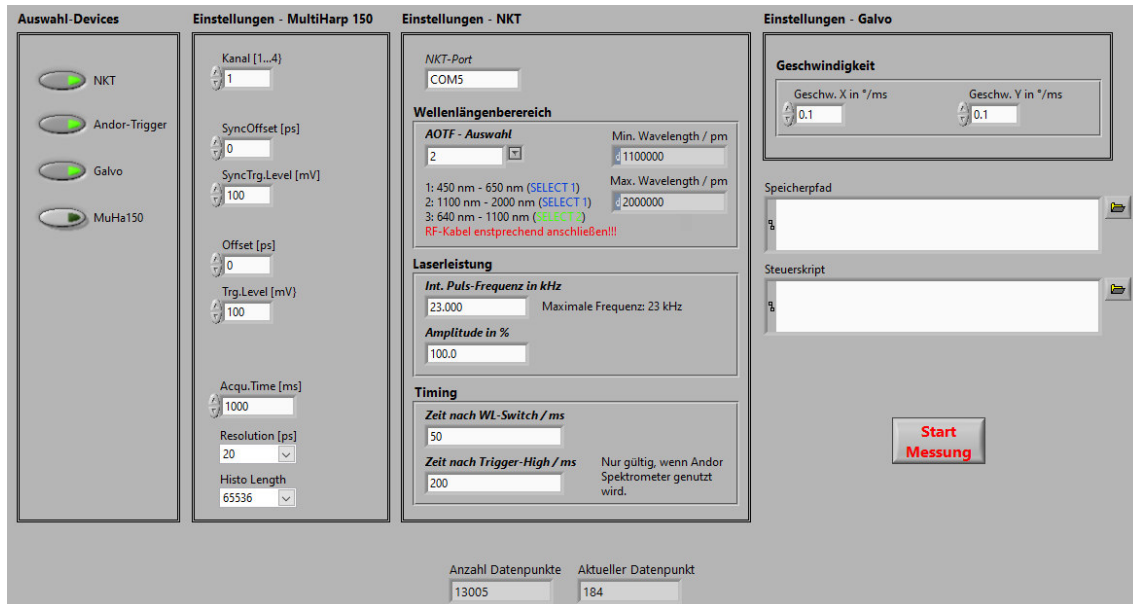 Auswahl-Devices
NKT
Andor-Trigger
Galvo
MuHa150
Einstellungen - MultiHarp 150
Kanal [1...4}
1
SyncOffset [ps]
0
SyncTrg.Level [mV]
100
Offset [ps]
0
Trg.Level [mV}
100
Acqu.Time [ms]
1000
Resolution [ps]
20
Histo Length
65536
Einstellungen - NKT
NKT-Port
COM5
Wellenlängenberereich
AOTF - Auswahl
2
Min. Wavelength / pm
d 1100000
Max. Wavelength / pm
d 2000000
1: 450 nm - 650 nm (SELECT 1)
2: 1100 nm - 2000 nm (SELECT 1)
3: 640 nm - 1100 nm (SELECT 2)
RF-Kabel enstprechend anschließen!!!
Laserleistung
Int. Puls-Frequenz in kHz
23.000
Maximale Frequenz: 23 kHz
Amplitude in %
100.0
Timing
Zeit nach WL-Switch / ms
50
Zeit nach Trigger-High / ms
200
Nur gültig, wenn Andor
Spektrometer genutzt
wird.
Einstellungen - Galvo
Geschwindigkeit
Geschw. X in °/ms
0.1
Geschw. Y in °/ms
0.1
Speicherpfad
Steuerskript
Start
Messung
Anzahl Datenpunkte
13005
Aktueller Datenpunkt
184